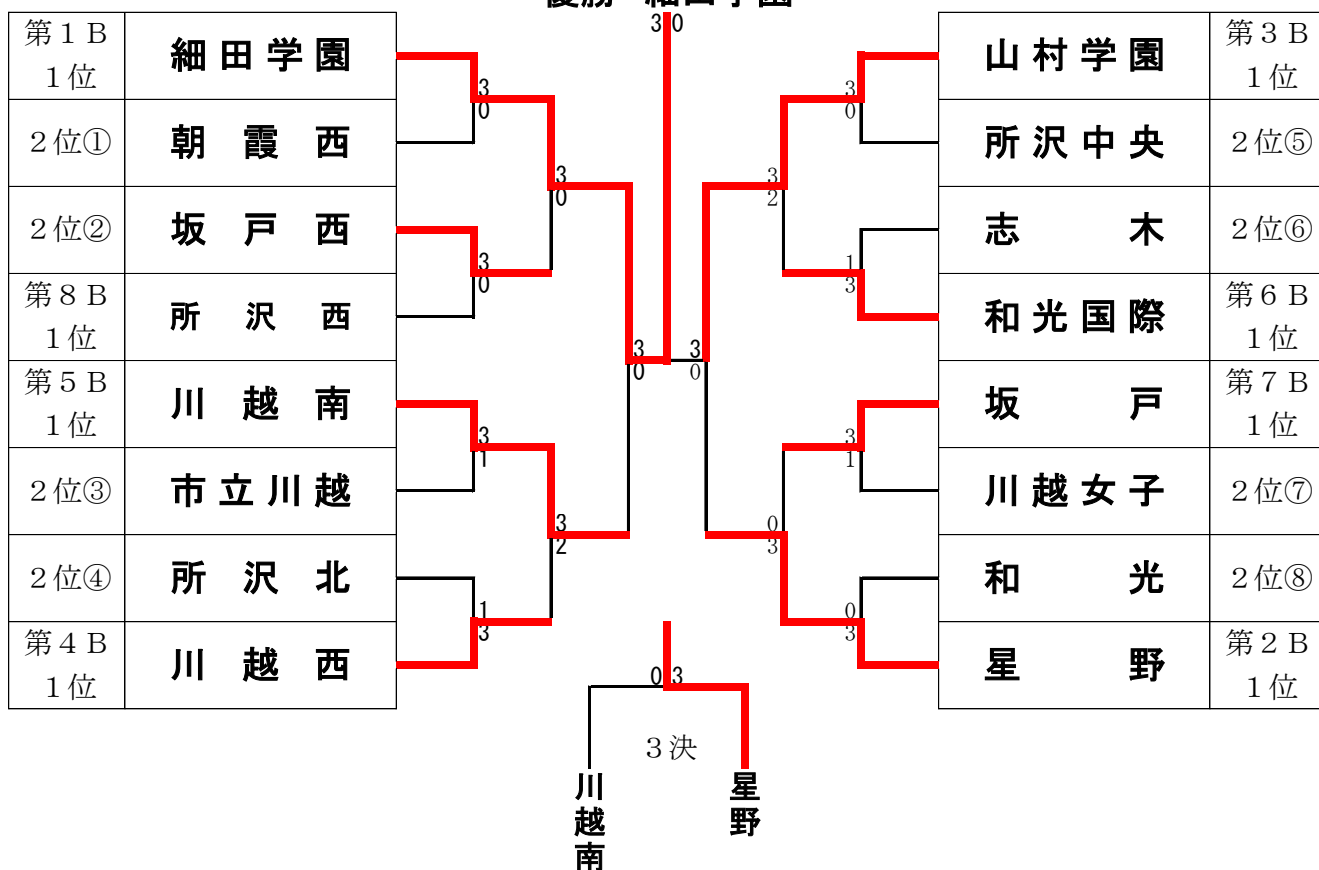 優勝 細田学園
3 0
第1B 1位 細田学園
3 0
2位① 朝霞西
3 0
2位② 坂戸西
3 0
第8B 1位 所沢西
3 0
第5B 1位 川越南
3 1
2位③ 市立川越
3 2
2位④ 所沢北
1 3
第4B 1位 川越西
山村学園 第3B 1位
3 0
所沢中央 2位⑤
3 2
志木 2位⑥
1 3
和光国際 第6B 1位
3 0
坂戸 第7B 1位
3 1
川越女子 2位⑦
0 3
和光 2位⑧
0 3
星野 第2B 1位
0 3
3決
川越南
星野